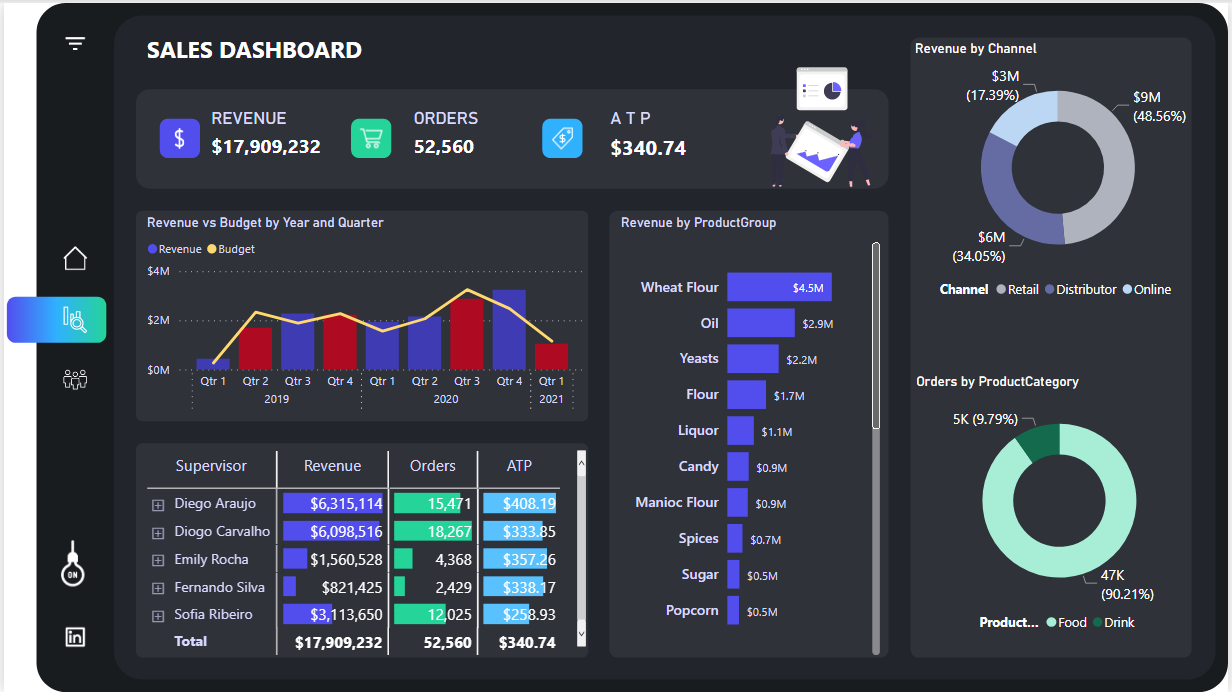 SALES DASHBOARD
REVENUE
$17,909,232
ORDERS
52,560
A T P
$340.74
Revenue vs Budget by Year and Quarter
Revenue Budget
$4M
$2M
$0M
Qtr 1 Qtr 2 Qtr 3 Qtr 4 Qtr 1 Qtr 2 Qtr 3 Qtr 4 Qtr 1
2019 2020 2021
Supervisor Revenue Orders ATP
Diego Araujo $6,315,114 15,471 $408.19
Diogo Carvalho $6,098,516 18,267 $333.85
Emily Rocha $1,560,528 4,368 $357.26
Fernando Silva $821,425 2,429 $338.17
Sofia Ribeiro $3,113,650 12,025 $258.93
Total $17,909,232 52,560 $340.74
Revenue by ProductGroup
Wheat Flour $4.5M
Oil $2.9M
Yeasts $2.2M
Flour $1.7M
Liquor $1.1M
Candy $0.9M
Manioc Flour $0.9M
Spices $0.7M
Sugar $0.5M
Popcorn $0.5M
Revenue by Channel
$3M
(17.39%)
$9M
(48.56%)
$6M
(34.05%)
Channel Retail Distributor Online
Orders by ProductCategory
5K (9.79%)
47K
(90.21%)
Product... Food Drink
ON
in
$